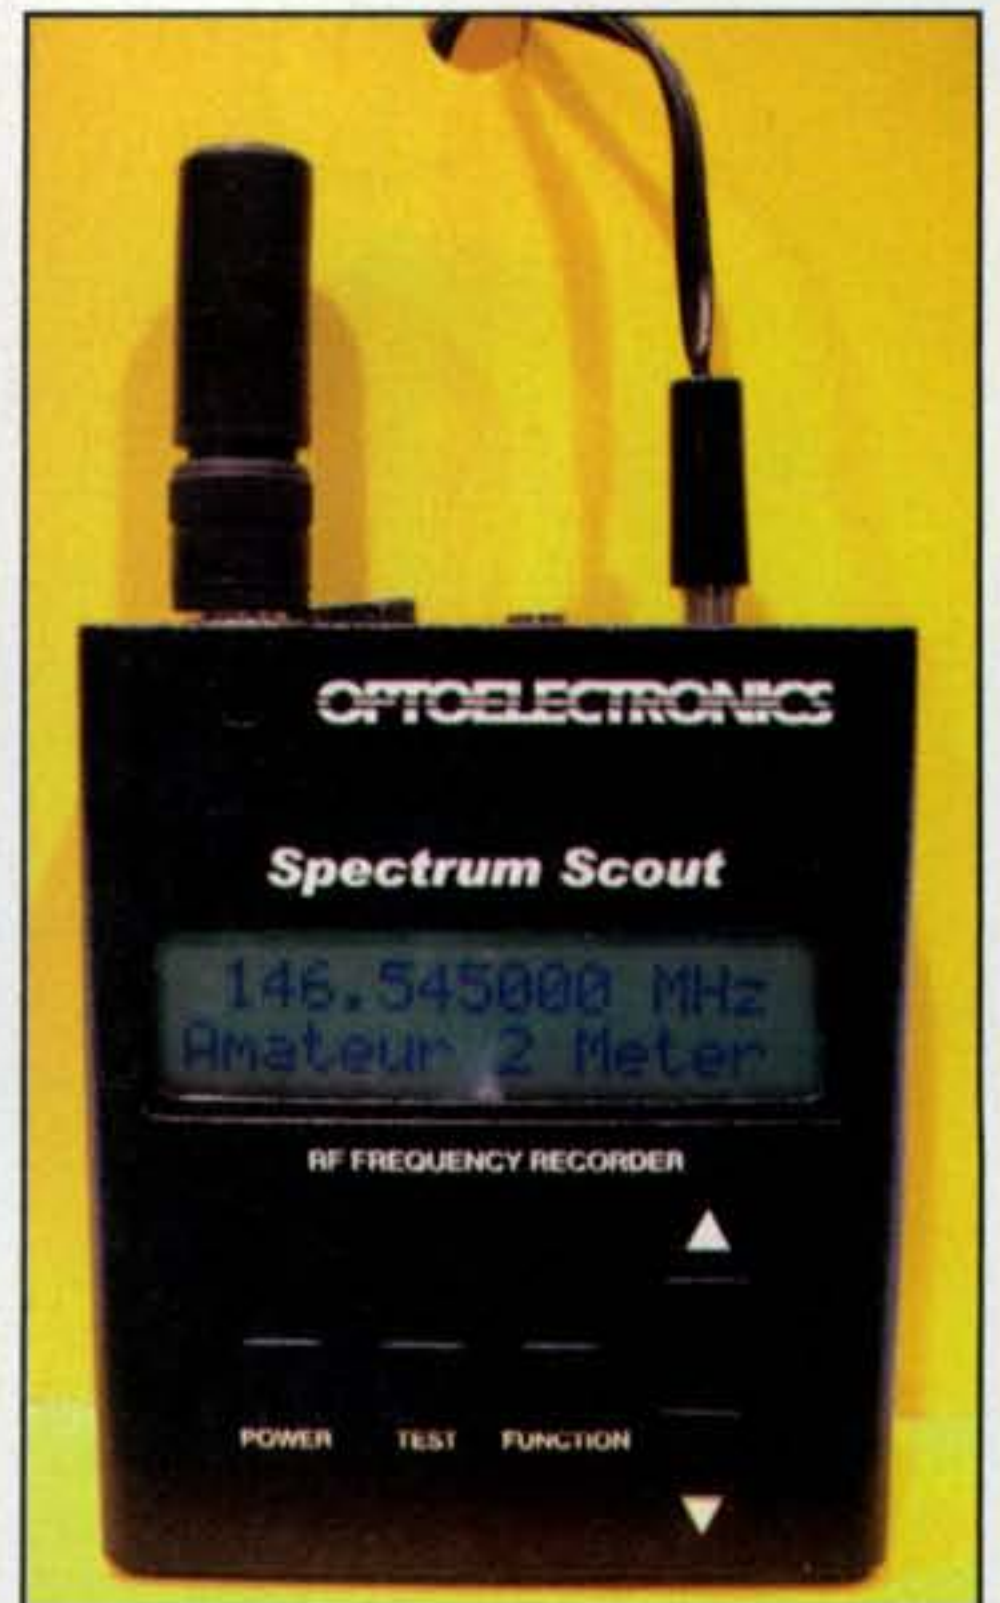 OPTOELECTRONICS
Spectrum Scout
146.545000 MHz
Amateur 2 Meter
RF FREQUENCY RECORDER
POWER TEST FUNCTION